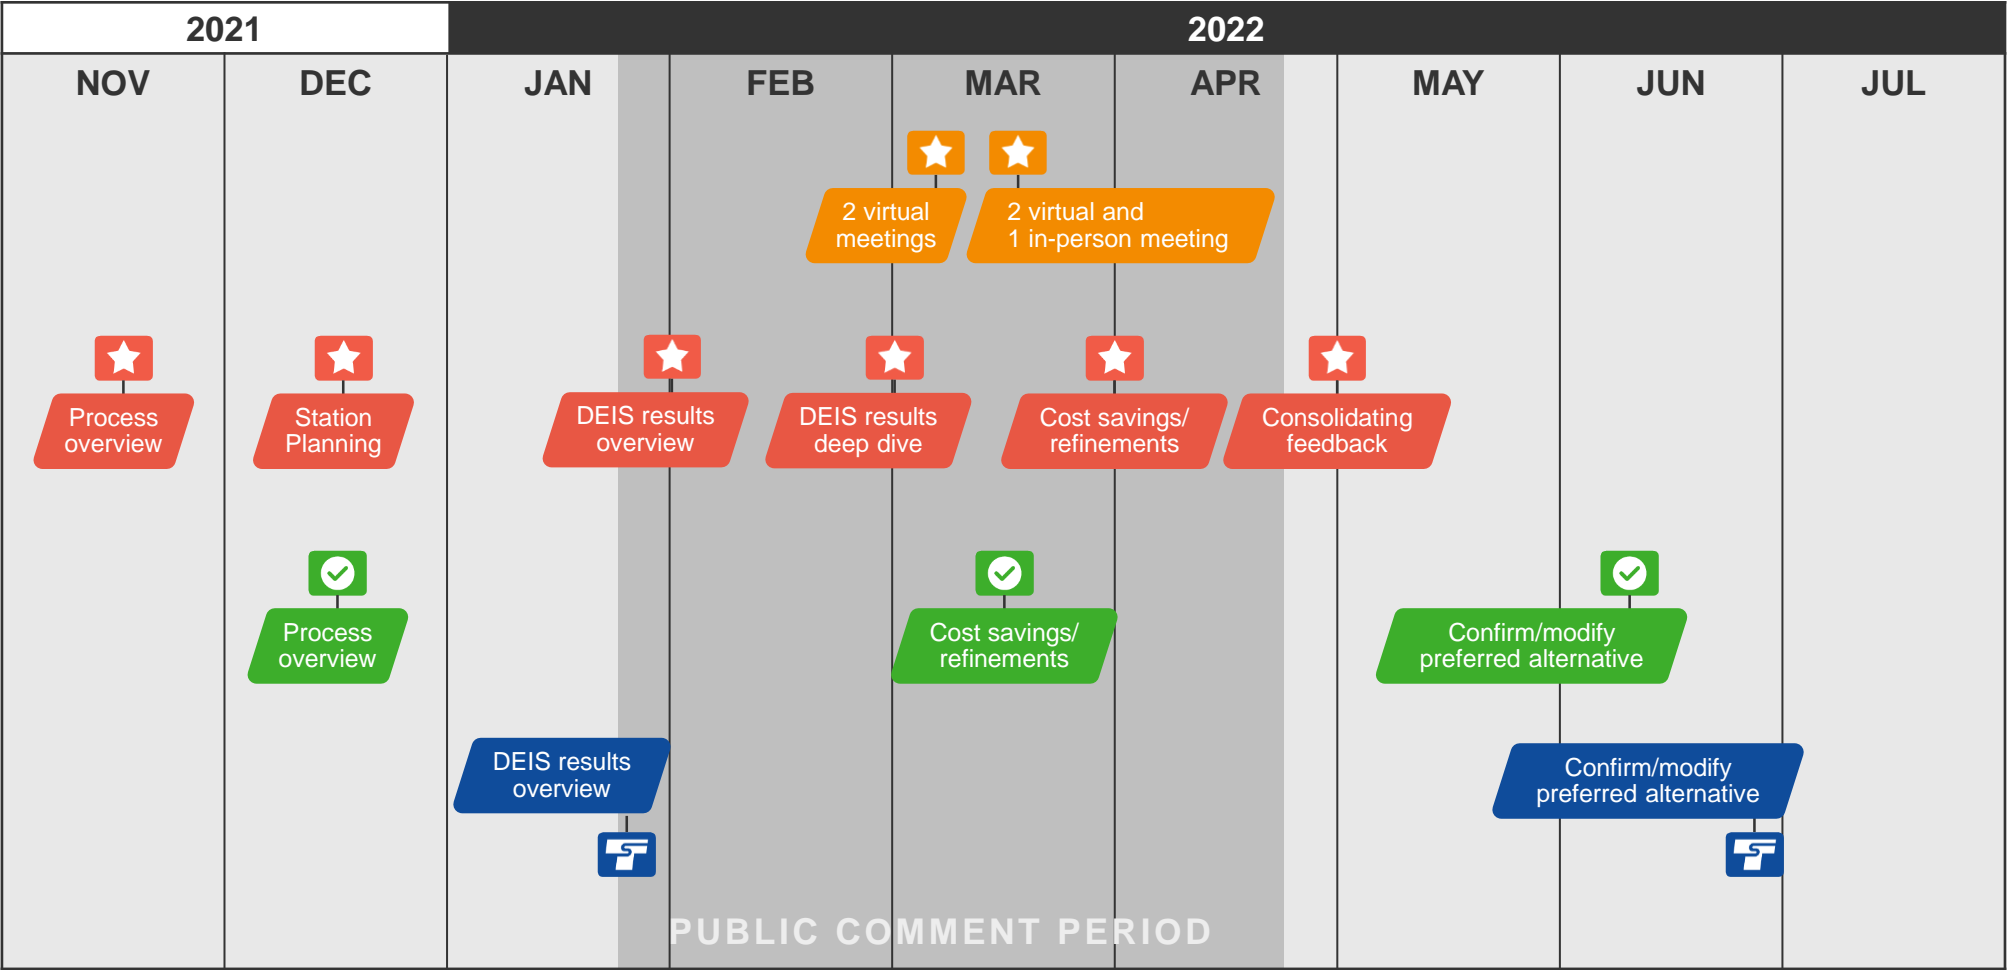 2021
2022
NOV
DEC
JAN
FEB
MAR
APR
MAY
JUN
JUL
2 virtual
meetings
2 virtual and
1 in-person meeting
Process
overview
Station
Planning
DEIS results
overview
DEIS results
deep dive
Cost savings/
refinements
Consolidating
feedback
Process
overview
Cost savings/
refinements
Confirm/modify
preferred alternative
DEIS results
overview
Confirm/modify
preferred alternative
PUBLIC COMMENT PERIOD